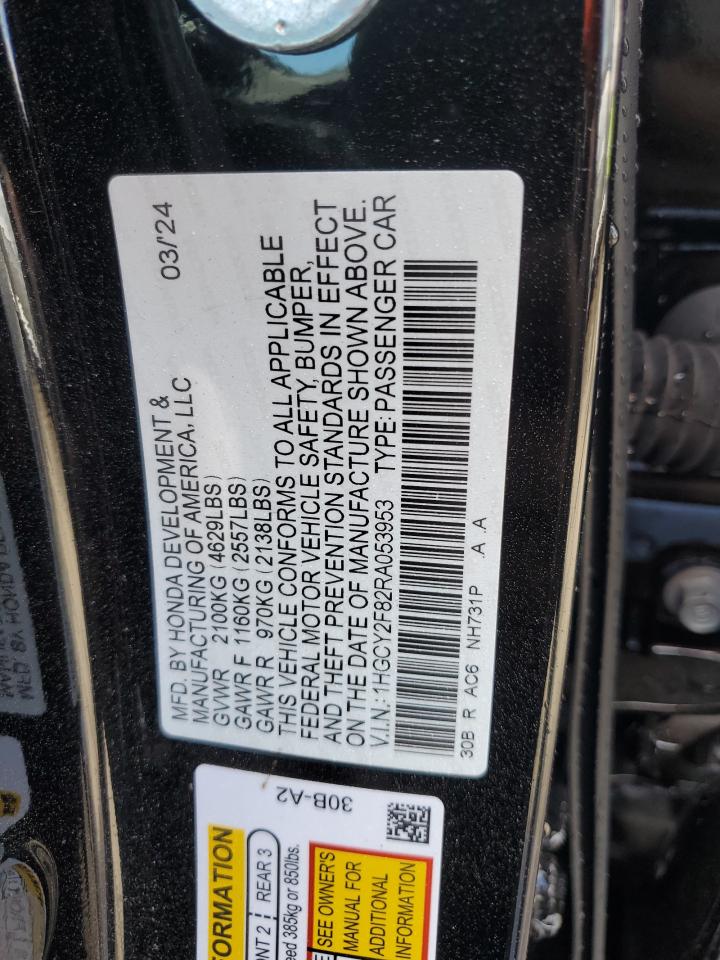 MFD. BY HONDA DEVELOPMENT & 03/'24
MANUFACTURING OF AMERICA, LLC
GVWR 2100KG (4629LBS)
GAWR F 1160KG (2557LBS)
GAWR R 970KG (2138LBS)
THIS VEHICLE CONFORMS TO ALL APPLICABLE
FEDERAL MOTOR VEHICLE SAFETY, BUMPER,
AND THEFT PREVENTION STANDARDS IN EFFECT
ON THE DATE OF MANUFACTURE SHOWN ABOVE.
V.I.N.: 1HGCY2F82RA053953 TYPE: PASSENGER CAR
30B R AC6 NH731P .A .A
30B-A2
FORMATION
2 REAR 3
385kg or 850lbs.
SEE OWNER'S
MANUAL FOR
ADDITIONAL
INFORMATION